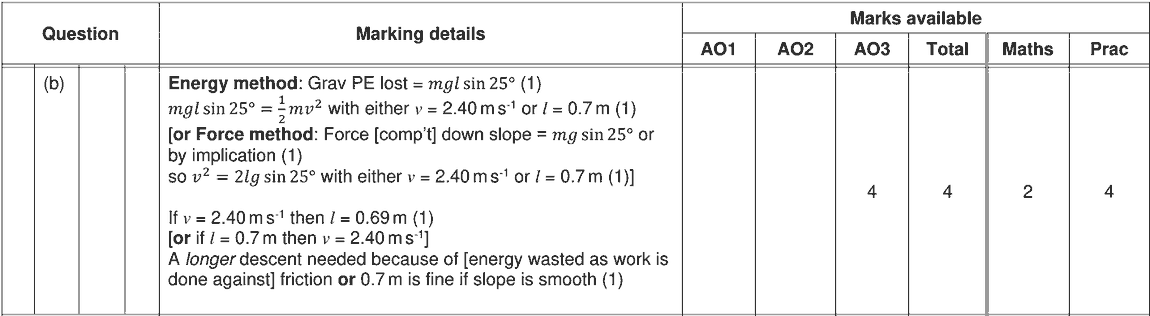 Question
Marking details
Marks available
AO1 AO2 AO3 Total Maths Prac
(b)
Energy method: Grav PE lost = mgl sin 25° (1)
mgl sin 25° = ½mv² with either v = 2.40 m s⁻¹ or l = 0.7 m (1)
[or Force method: Force [comp't] down slope = mg sin 25° or
by implication (1)
so v² = 2lg sin 25° with either v = 2.40 m s⁻¹ or l = 0.7 m (1)]
If v = 2.40 m s⁻¹ then l = 0.69 m (1)
[or if l = 0.7 m then v = 2.40 m s⁻¹]
A longer descent needed because of [energy wasted as work is
done against] friction or 0.7 m is fine if slope is smooth (1)
4 4 2 4